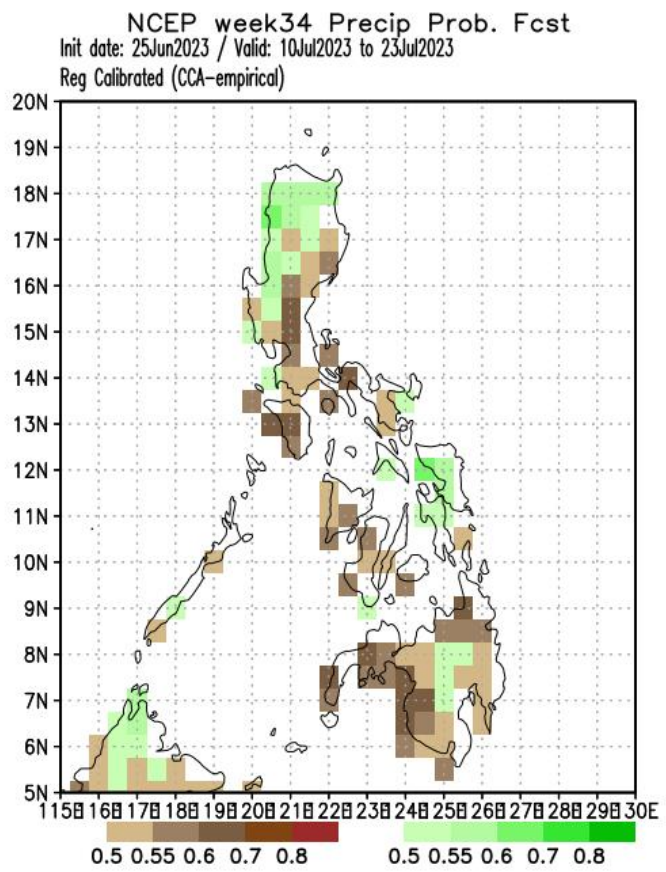 NCEP week34 Precip Prob. Fcst
Init date: 25Jun2023 / Valid: 10Jul2023 to 23Jul2023
Reg Calibrated (CCA-empirical)
20N
19N
18N
17N
16N
15N
14N
13N
12N
11N
10N
9N
8N
7N
6N
5N
115E 116E 117E 118E 119E 120E 121E 122E 123E 124E 125E 126E 127E 128E 129E 130E
0.5 0.55 0.6 0.7 0.8 0.5 0.55 0.6 0.7 0.8